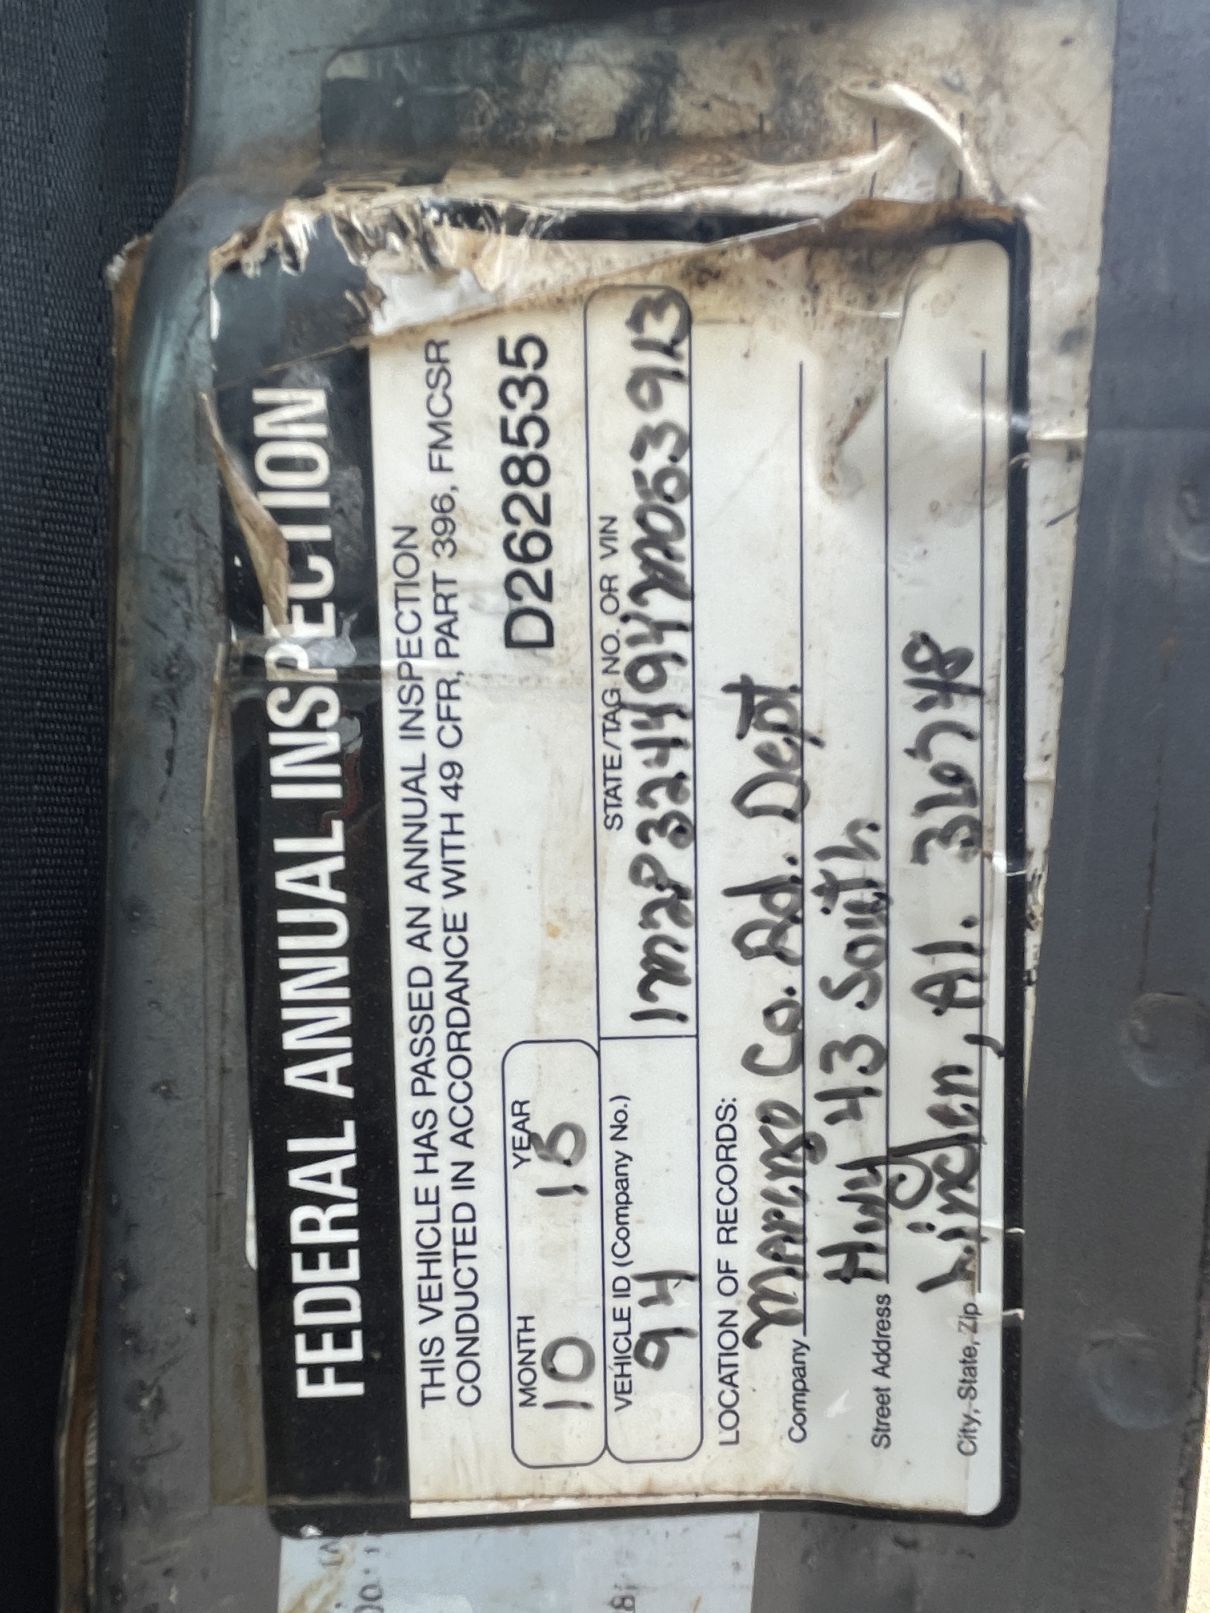 FEDERAL ANNUAL INSPECTION
THIS VEHICLE HAS PASSED AN ANNUAL INSPECTION
CONDUCTED IN ACCORDANCE WITH 49 CFR, PART 396, FMCSR
MONTH YEAR
10 15
D2628535
VEHICLE ID (Company No.) STATE/TAG NO. OR VIN
94 1M2P324Y9YM053913
LOCATION OF RECORDS:
Company Marengo Co. Rd. Dept.
Street Address Hwy 43 South
City, State, Zip Linden, Al. 36748